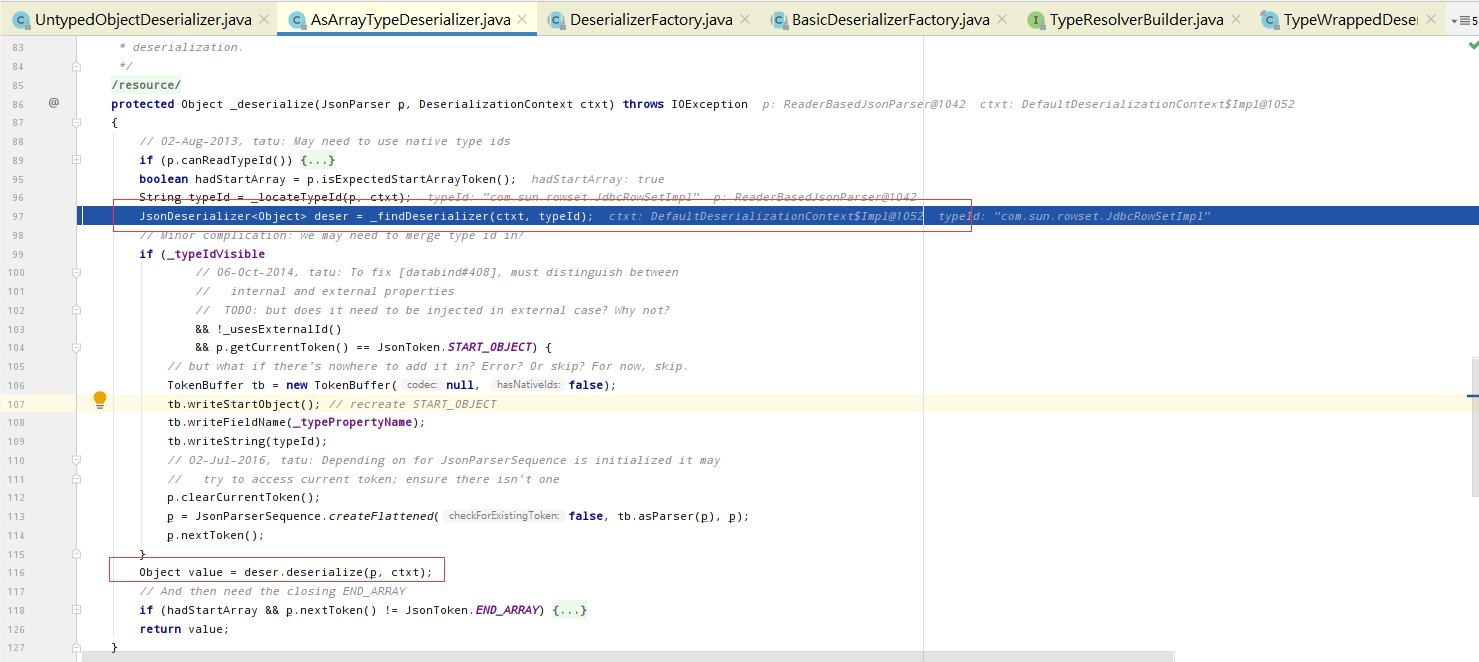 UntypedObjectDeserializer.java × AsArrayTypeDeserializer.java × DeserializerFactory.java × BasicDeserializerFactory.java × TypeResolverBuilder.java × TypeWrappedDeser × 5
83 * deserialization.
84 */
85 /resource/
86 @ protected Object _deserialize(JsonParser p, DeserializationContext ctxt) throws IOException p: ReaderBasedJsonParser@1042 ctxt: DefaultDeserializationContext$Impl@1052
87 {
88 // 02-Aug-2013, tatu: May need to use native type ids
89 if (p.canReadTypeId()) {...}
95 boolean hadStartArray = p.isExpectedStartArrayToken(); hadStartArray: true
96 String typeId = _locateTypeId(p, ctxt); typeId: "com.sun.rowset.JdbcRowSetImpl" p: ReaderBasedJsonParser@1042
97 JsonDeserializer<Object> deser = _findDeserializer(ctxt, typeId); ctxt: DefaultDeserializationContext$Impl@1052 typeId: "com.sun.rowset.JdbcRowSetImpl"
98 // Minor complication: we may need to merge type id in?
99 if (_typeIdVisible
100 // 06-Oct-2014, tatu: To fix [databind#408], must distinguish between
101 // internal and external properties
102 // TODO: but does it need to be injected in external case? Why not?
103 && !_usesExternalId()
104 && p.getCurrentToken() == JsonToken.START_OBJECT) {
105 // but what if there's nowhere to add it in? Error? Or skip? For now, skip.
106 TokenBuffer tb = new TokenBuffer( codec: null, hasNativeIds: false);
107 tb.writeStartObject(); // recreate START_OBJECT
108 tb.writeFieldName(_typePropertyName);
109 tb.writeString(typeId);
110 // 02-Jul-2016, tatu: Depending on for JsonParserSequence is initialized it may
111 // try to access current token; ensure there isn't one
112 p.clearCurrentToken();
113 p = JsonParserSequence.createFlattened( checkForExistingToken: false, tb.asParser(p), p);
114 p.nextToken();
115 }
116 Object value = deser.deserialize(p, ctxt);
117 // And then need the closing END_ARRAY
118 if (hadStartArray && p.nextToken() != JsonToken.END_ARRAY) {...}
126 return value;
127 }